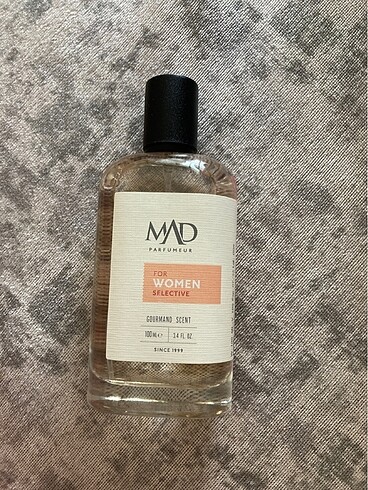 MAD
PARFUMEUR
FOR
WOMEN
SELECTIVE
GOURMAND SCENT
100 ML e 3.4 FL. OZ.
SINCE 1999